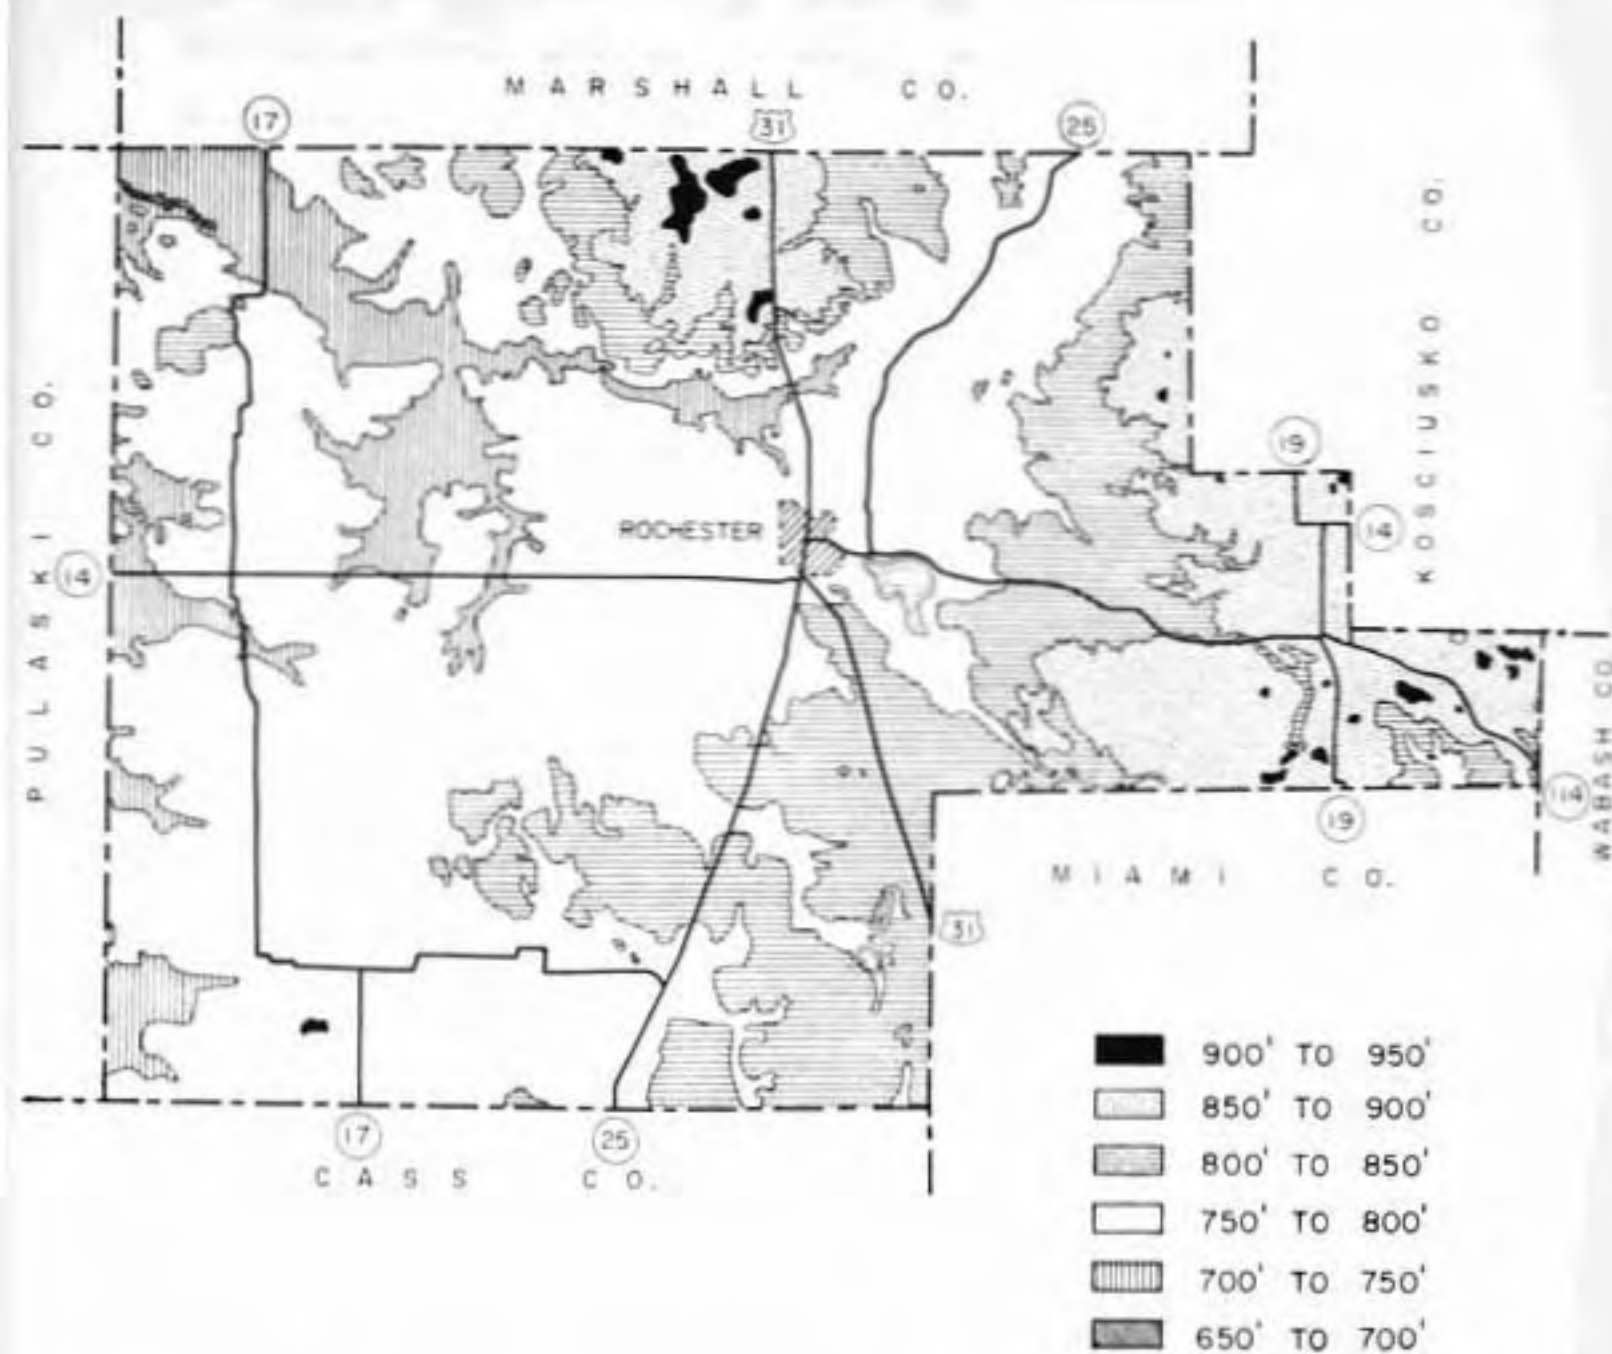 MARSHALL CO.
17
31
25
KOSCIUSKO CO.
PULASKI CO.
19
14
ROCHESTER
14
WABASH CO.
114
19
MIAMI CO.
31
17
25
CASS CO.
900' TO 950'
850' TO 900'
800' TO 850'
750' TO 800'
700' TO 750'
650' TO 700'